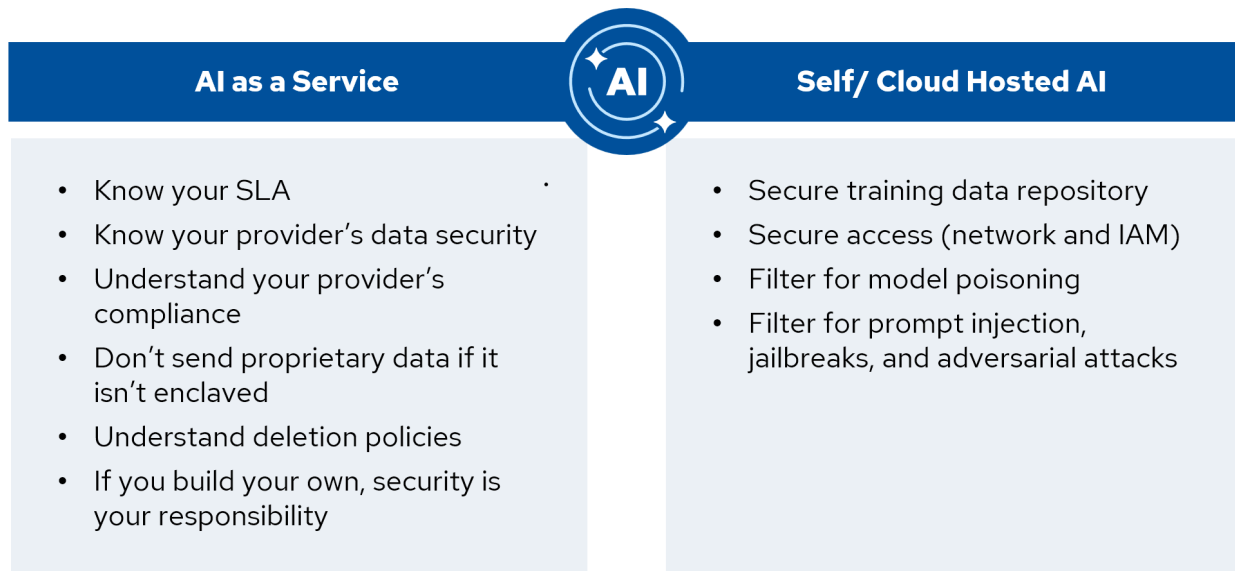 AI as a Service
AI
Self/ Cloud Hosted AI
• Know your SLA
• Know your provider’s data security
• Understand your provider’s
compliance
• Don’t send proprietary data if it
isn’t enclaved
• Understand deletion policies
• If you build your own, security is
your responsibility
• Secure training data repository
• Secure access (network and IAM)
• Filter for model poisoning
• Filter for prompt injection,
jailbreaks, and adversarial attacks